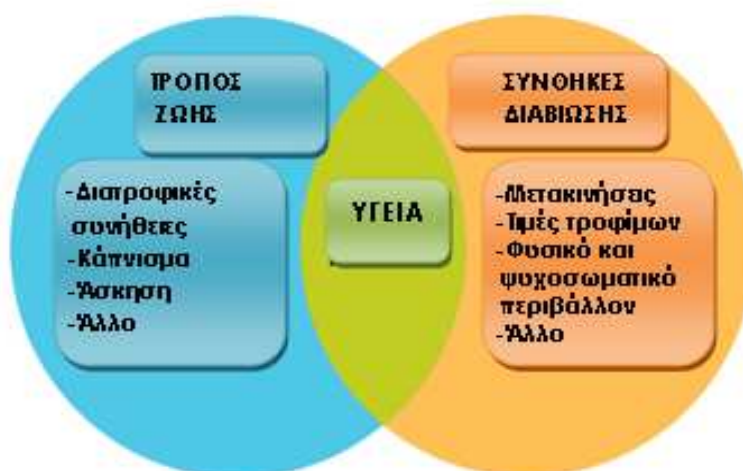 ΤΡΟΠΟΣ
ΖΩΗΣ
-Διατροφικές
συνήθειες
-Κάπνισμα
-Άσκηση
-Άλλο
ΥΓΕΙΑ
ΣΥΝΘΗΚΕΣ
ΔΙΑΒΙΩΣΗΣ
-Μετακινήσεις
-Τιμές τροφίμων
-Φυσικό και
ψυχοσωματικό
περιβάλλον
-Άλλο